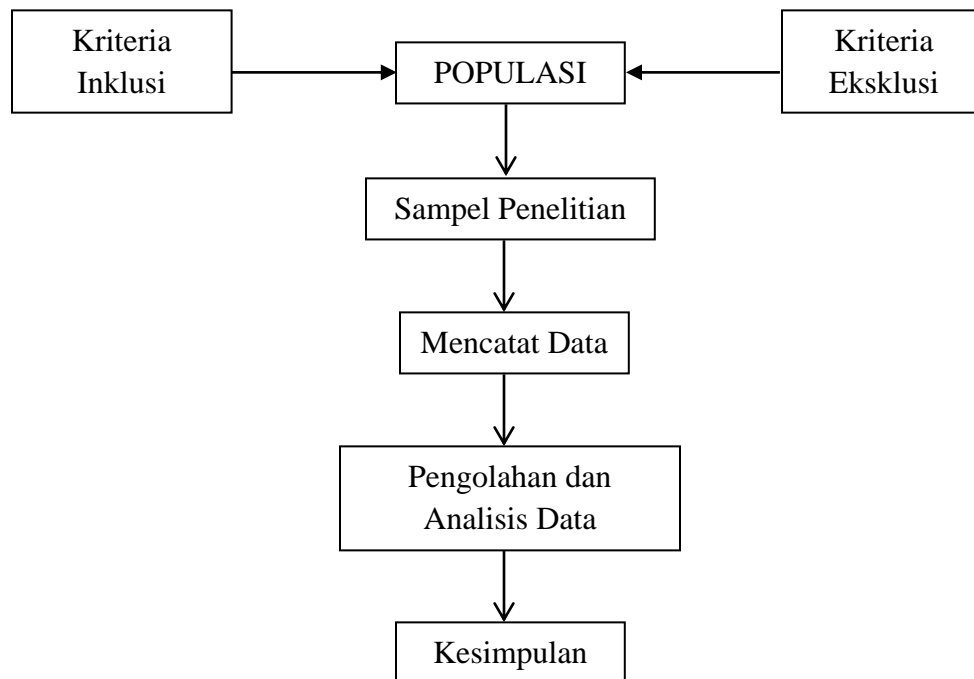 Kriteria
Inklusi
POPULASI
Kriteria
Eksklusi
Sampel Penelitian
Mencatat Data
Pengolahan dan
Analisis Data
Kesimpulan